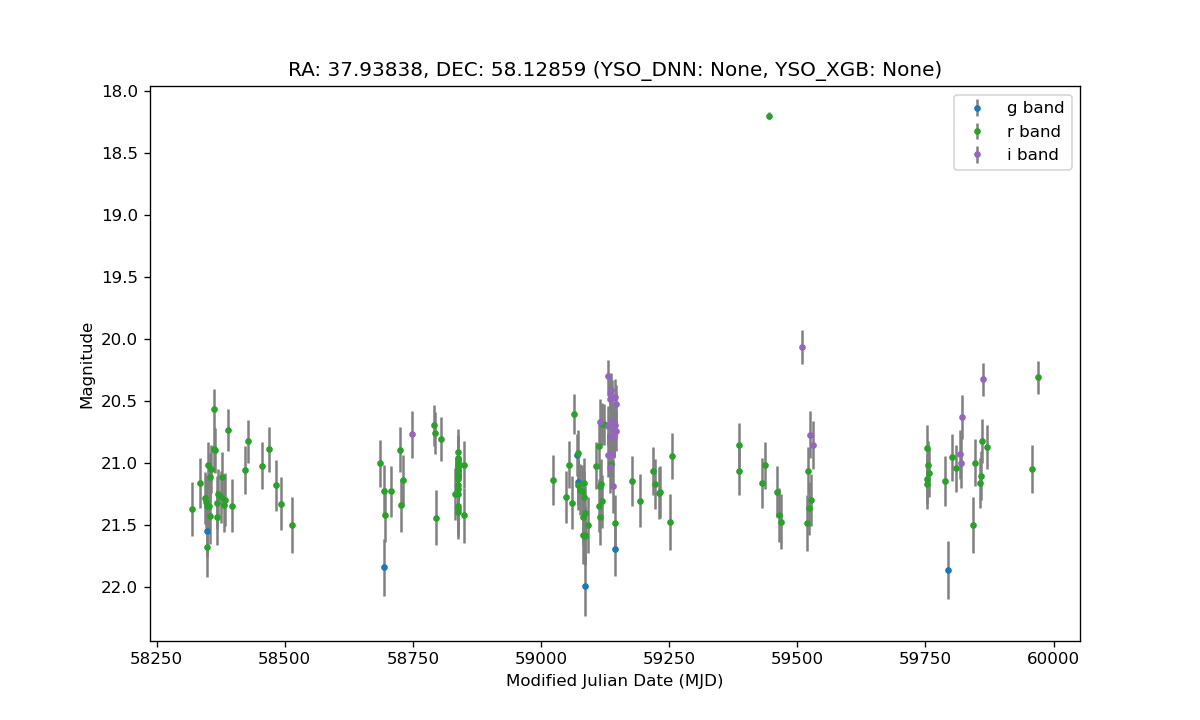 RA: 37.93838, DEC: 58.12859 (YSO_DNN: None, YSO_XGB: None)
g band
r band
i band
18.0
18.5
19.0
19.5
20.0
20.5
21.0
21.5
22.0
Magnitude
58250 58500 58750 59000 59250 59500 59750 60000
Modified Julian Date (MJD)